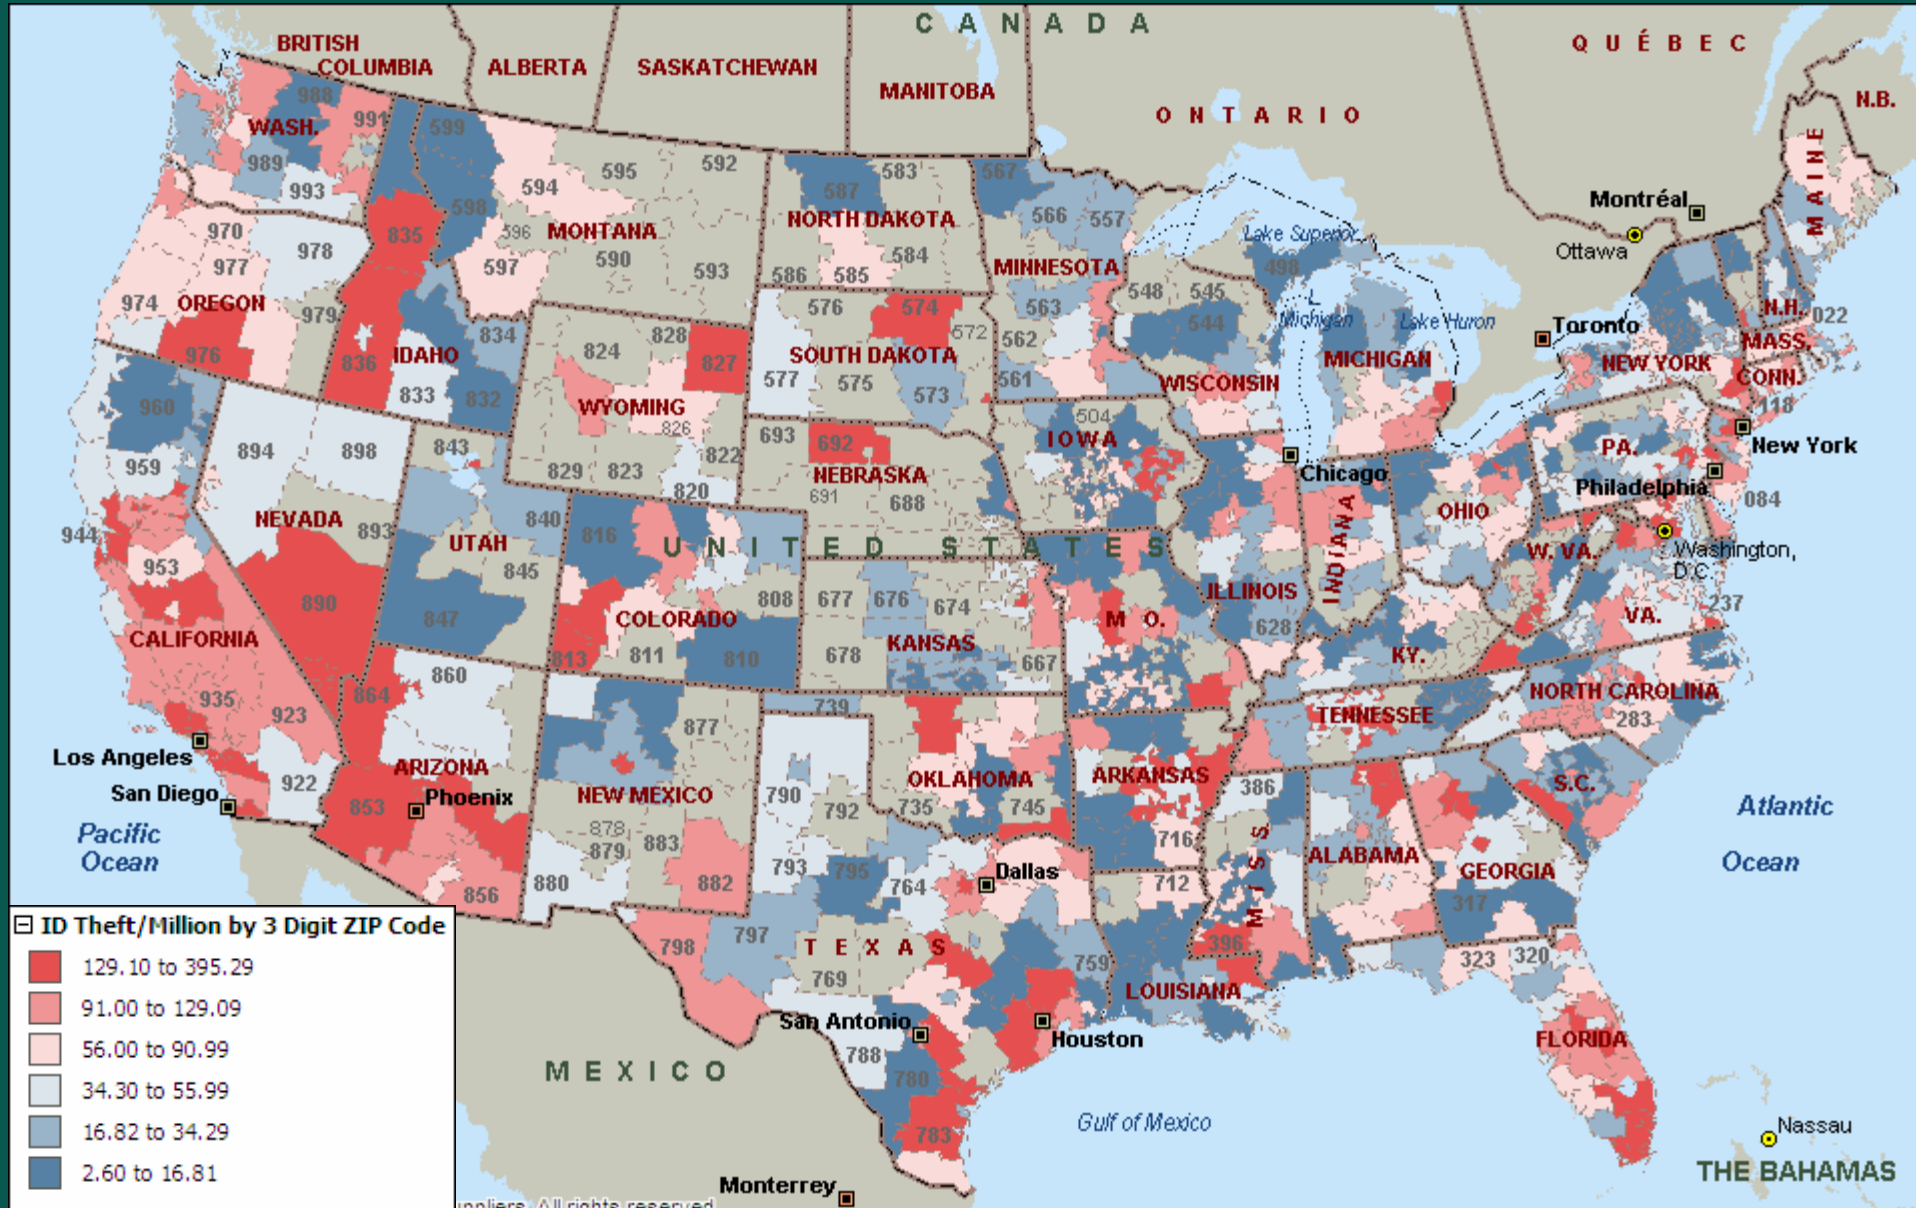 CANADA
QUÉBEC
BRITISH
COLUMBIA
ALBERTA
SASKATCHEWAN
MANITOBA
ONTARIO
N.B.
MAINE
988
WASH.
991
989
993
599
598
594
595
592
596
MONTANA
590
597
593
587
583
NORTH DAKOTA
584
586
585
567
566
557
MINNESOTA
Lake Superior
498
Montréal
Ottawa
970
978
977
974
OREGON
979
976
835
836
IDAHO
834
833
832
824
828
827
WYOMING
826
829
823
822
820
576
574
572
SOUTH DAKOTA
577
575
573
563
562
561
548
545
544
L.
Michigan
Lake Huron
MICHIGAN
WISCONSIN
Toronto
NEW YORK
N.H.
022
MASS.
CONN.
118
New York
960
959
894
898
843
NEVADA
893
UTAH
840
845
847
693
692
NEBRASKA
691
688
504
IOWA
Chicago
PA.
Philadelphia
084
OHIO
INDIANA
W. VA.
Washington,
D.C.
944
953
890
CALIFORNIA
816
UNITED STATES
COLORADO
808
813
811
810
677
676
674
KANSAS
678
667
MO.
ILLINOIS
628
KY.
VA.
237
935
923
Los Angeles
922
San Diego
864
860
ARIZONA
853
Phoenix
856
877
NEW MEXICO
878
879
883
880
882
739
OKLAHOMA
735
745
790
792
793
795
764
Dallas
ARKANSAS
716
TENNESSEE
NORTH CAROLINA
283
S.C.
386
MISS
ALABAMA
GEORGIA
317
712
396
LOUISIANA
798
797
TEXAS
769
759
San Antonio
Houston
788
780
783
323
320
FLORIDA
Pacific
Ocean
Atlantic
Ocean
Gulf of Mexico
MEXICO
Monterrey
Nassau
THE BAHAMAS
ID Theft/Million by 3 Digit ZIP Code
129.10 to 395.29
91.00 to 129.09
56.00 to 90.99
34.30 to 55.99
16.82 to 34.29
2.60 to 16.81
All rights reserved